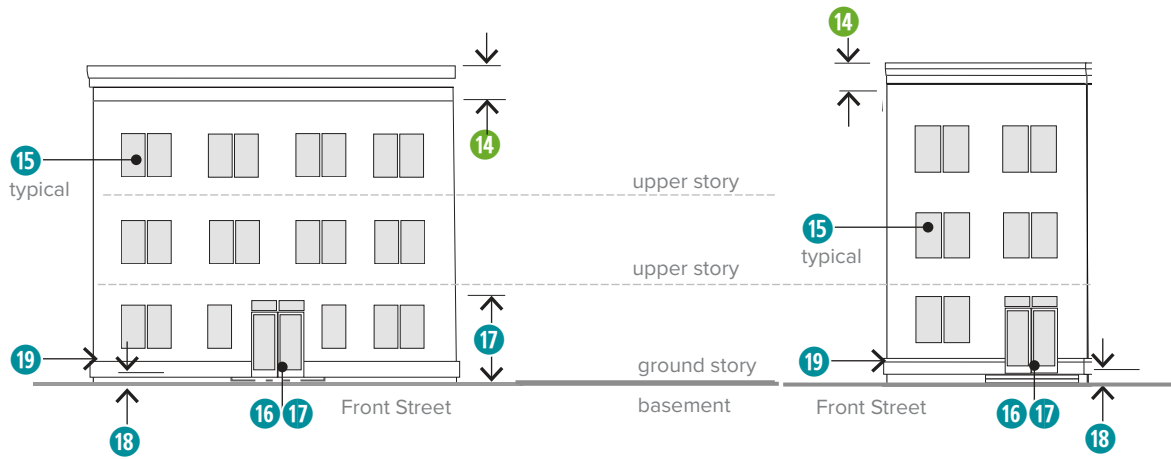 14
14
15
typical
upper story
15
typical
upper story
17
19
19
ground story
16 17
Front Street
basement
Front Street
16 17
18
18